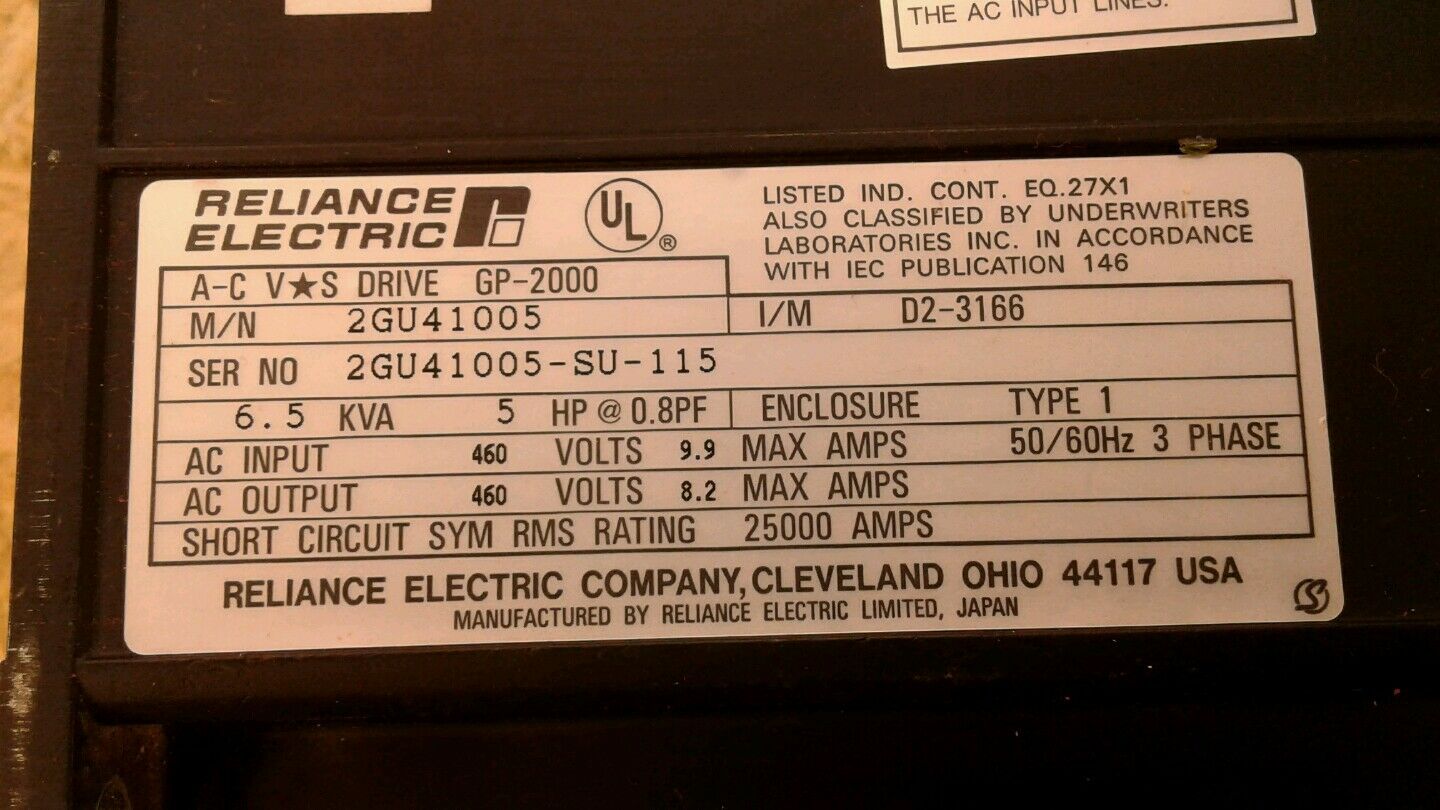 THE AC INPUT LINES.
RELIANCE
ELECTRIC
UL
®
LISTED IND. CONT. EQ.27X1
ALSO CLASSIFIED BY UNDERWRITERS
LABORATORIES INC. IN ACCORDANCE
WITH IEC PUBLICATION 146
A-C V★S DRIVE GP-2000
M/N 2GU41005 I/M D2-3166
SER NO 2GU41005-SU-115
6.5 KVA 5 HP @ 0.8PF ENCLOSURE TYPE 1
AC INPUT 460 VOLTS 9.9 MAX AMPS 50/60Hz 3 PHASE
AC OUTPUT 460 VOLTS 8.2 MAX AMPS
SHORT CIRCUIT SYM RMS RATING 25000 AMPS
RELIANCE ELECTRIC COMPANY, CLEVELAND OHIO 44117 USA
MANUFACTURED BY RELIANCE ELECTRIC LIMITED, JAPAN